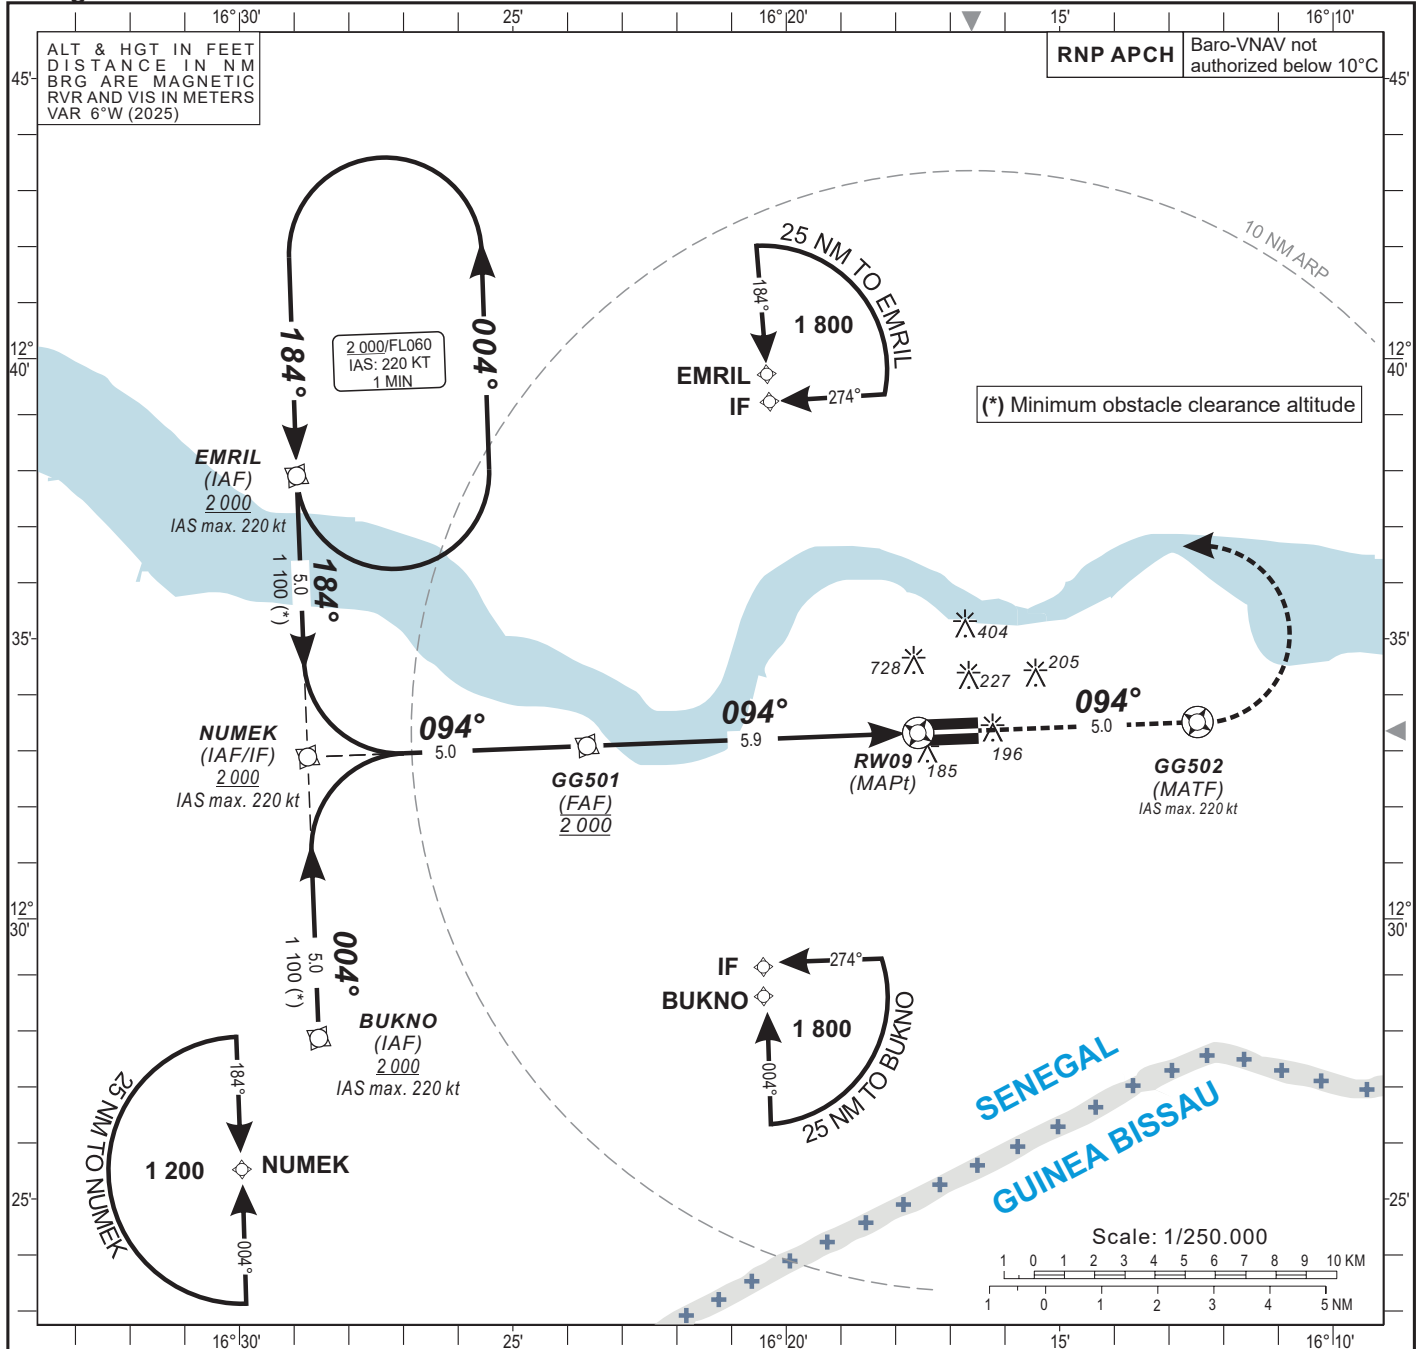 16°30'
25'
16°20'
15'
16°10'
ALT & HGT IN FEET
DISTANCE IN NM
BRG ARE MAGNETIC
RVR AND VIS IN METERS
VAR 6°W (2025)
RNP APCH
Baro-VNAV not
authorized below 10°C
45'
45'
10 NM ARP
25 NM TO EMRIL
184°
1 800
EMRIL
IF
274°
184°
2 000/FL060
IAS: 220 KT
1 MIN
004°
12°
40'
12°
40'
(*) Minimum obstacle clearance altitude
EMRIL
(IAF)
2 000
IAS max. 220 kt
184°
5.0
1 100 (*)
35'
35'
404
728
227
205
NUMEK
(IAF/IF)
2 000
IAS max. 220 kt
094°
5.0
094°
5.9
094°
5.0
GG501
(FAF)
2 000
RW09
(MAPt)
185
196
GG502
(MATF)
IAS max. 220 kt
12°
30'
12°
30'
004°
5.0
1 100 (*)
BUKNO
(IAF)
2 000
IAS max. 220 kt
IF
274°
BUKNO
1 800
004°
25 NM TO BUKNO
SENEGAL
GUINEA BISSAU
184°
1 200
NUMEK
004°
25 NM TO NUMEK
25'
25'
Scale: 1/250.000
1 0 1 2 3 4 5 6 7 8 9 10 KM
1 0 1 2 3 4 5 NM
16°30'
25'
16°20'
15'
16°10'